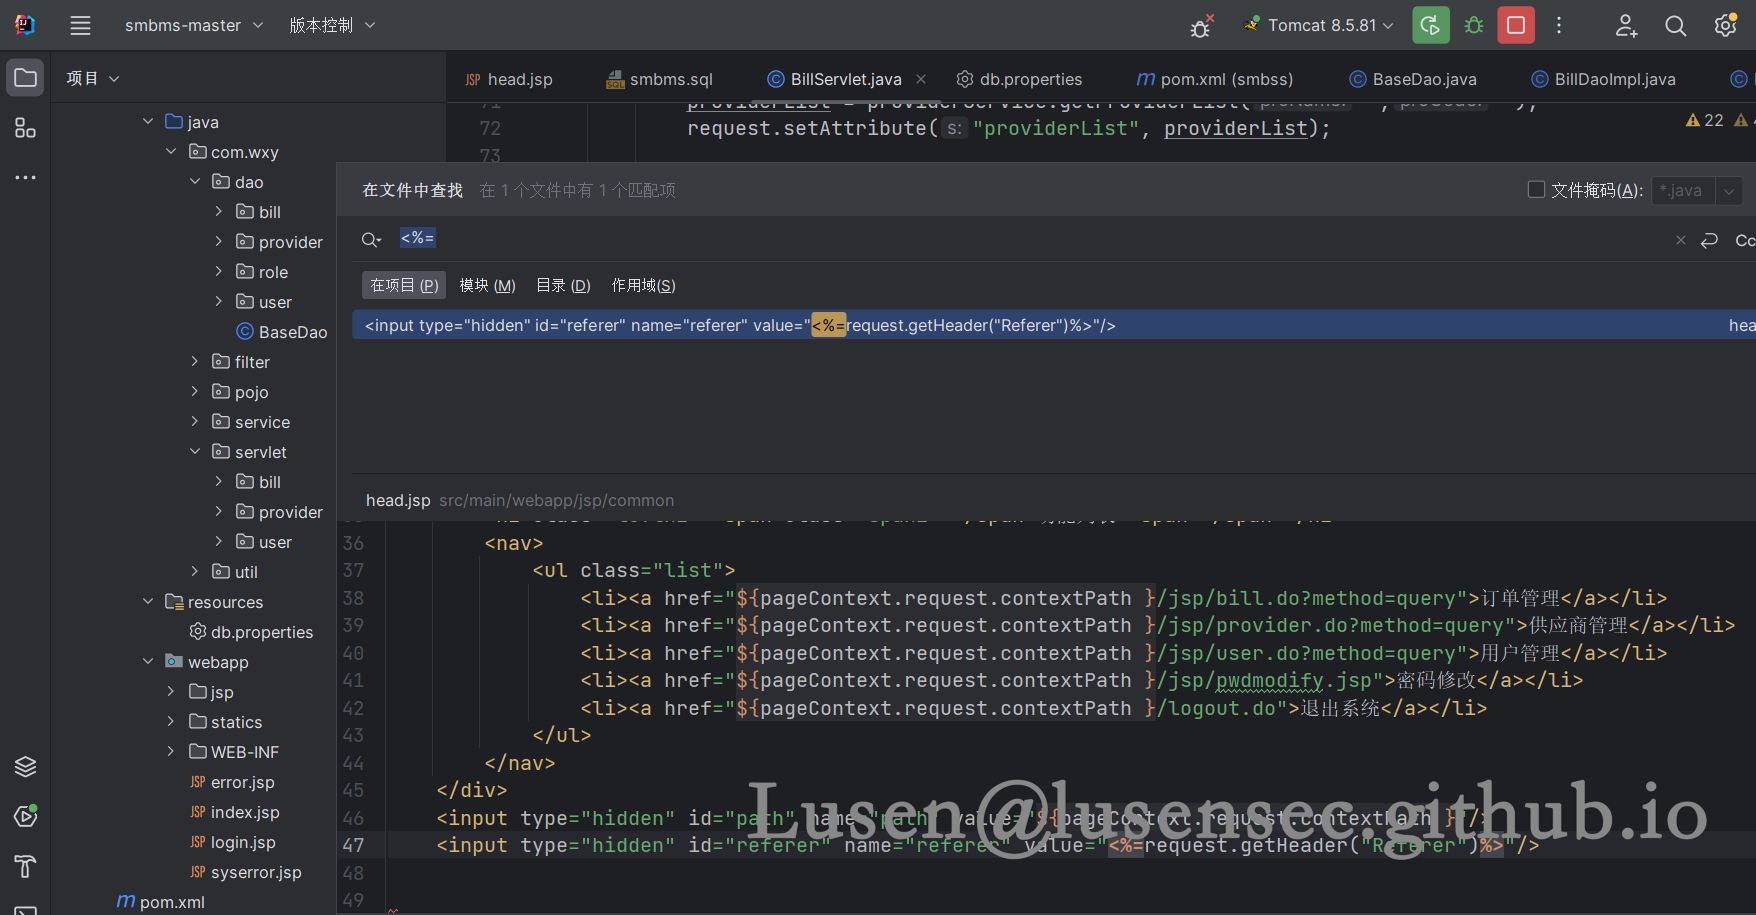 smbms-master 版本控制 Tomcat 8.5.81
项目 head.jsp smbms.sql BillServlet.java db.properties pom.xml (smbss) BaseDao.java BillDaoImpl.java
java
com.wxy
dao
bill
provider
role
user
BaseDao
filter
pojo
service
servlet
bill
provider
user
util
resources
db.properties
webapp
jsp
statics
WEB-INF
error.jsp
index.jsp
login.jsp
syserror.jsp
pom.xml
72 request.setAttribute( s: "providerList", providerList);
22
73
在文件中查找 在 1 个文件中有 1 个匹配项 文件掩码(A): *.java
<%=
Cc
在项目 (P) 模块 (M) 目录 (D) 作用域(S)
<input type="hidden" id="referer" name="referer" value="<%=request.getHeader("Referer")%>"/> hea
head.jsp src/main/webapp/jsp/common
36 <nav>
37 <ul class="list">
38 <li><a href="${pageContext.request.contextPath }/jsp/bill.do?method=query">订单管理</a></li>
39 <li><a href="${pageContext.request.contextPath }/jsp/provider.do?method=query">供应商管理</a></li>
40 <li><a href="${pageContext.request.contextPath }/jsp/user.do?method=query">用户管理</a></li>
41 <li><a href="${pageContext.request.contextPath }/jsp/pwdmodify.jsp">密码修改</a></li>
42 <li><a href="${pageContext.request.contextPath }/logout.do">退出系统</a></li>
43 </ul>
44 </nav>
45 </div>
46 <input type="hidden" id="path" name="path" value="${pageContext.request.contextPath }"/>
47 <input type="hidden" id="referer" name="referer" value="<%=request.getHeader("Referer")%>"/>
48
49
Lusen@lusensec.github.io